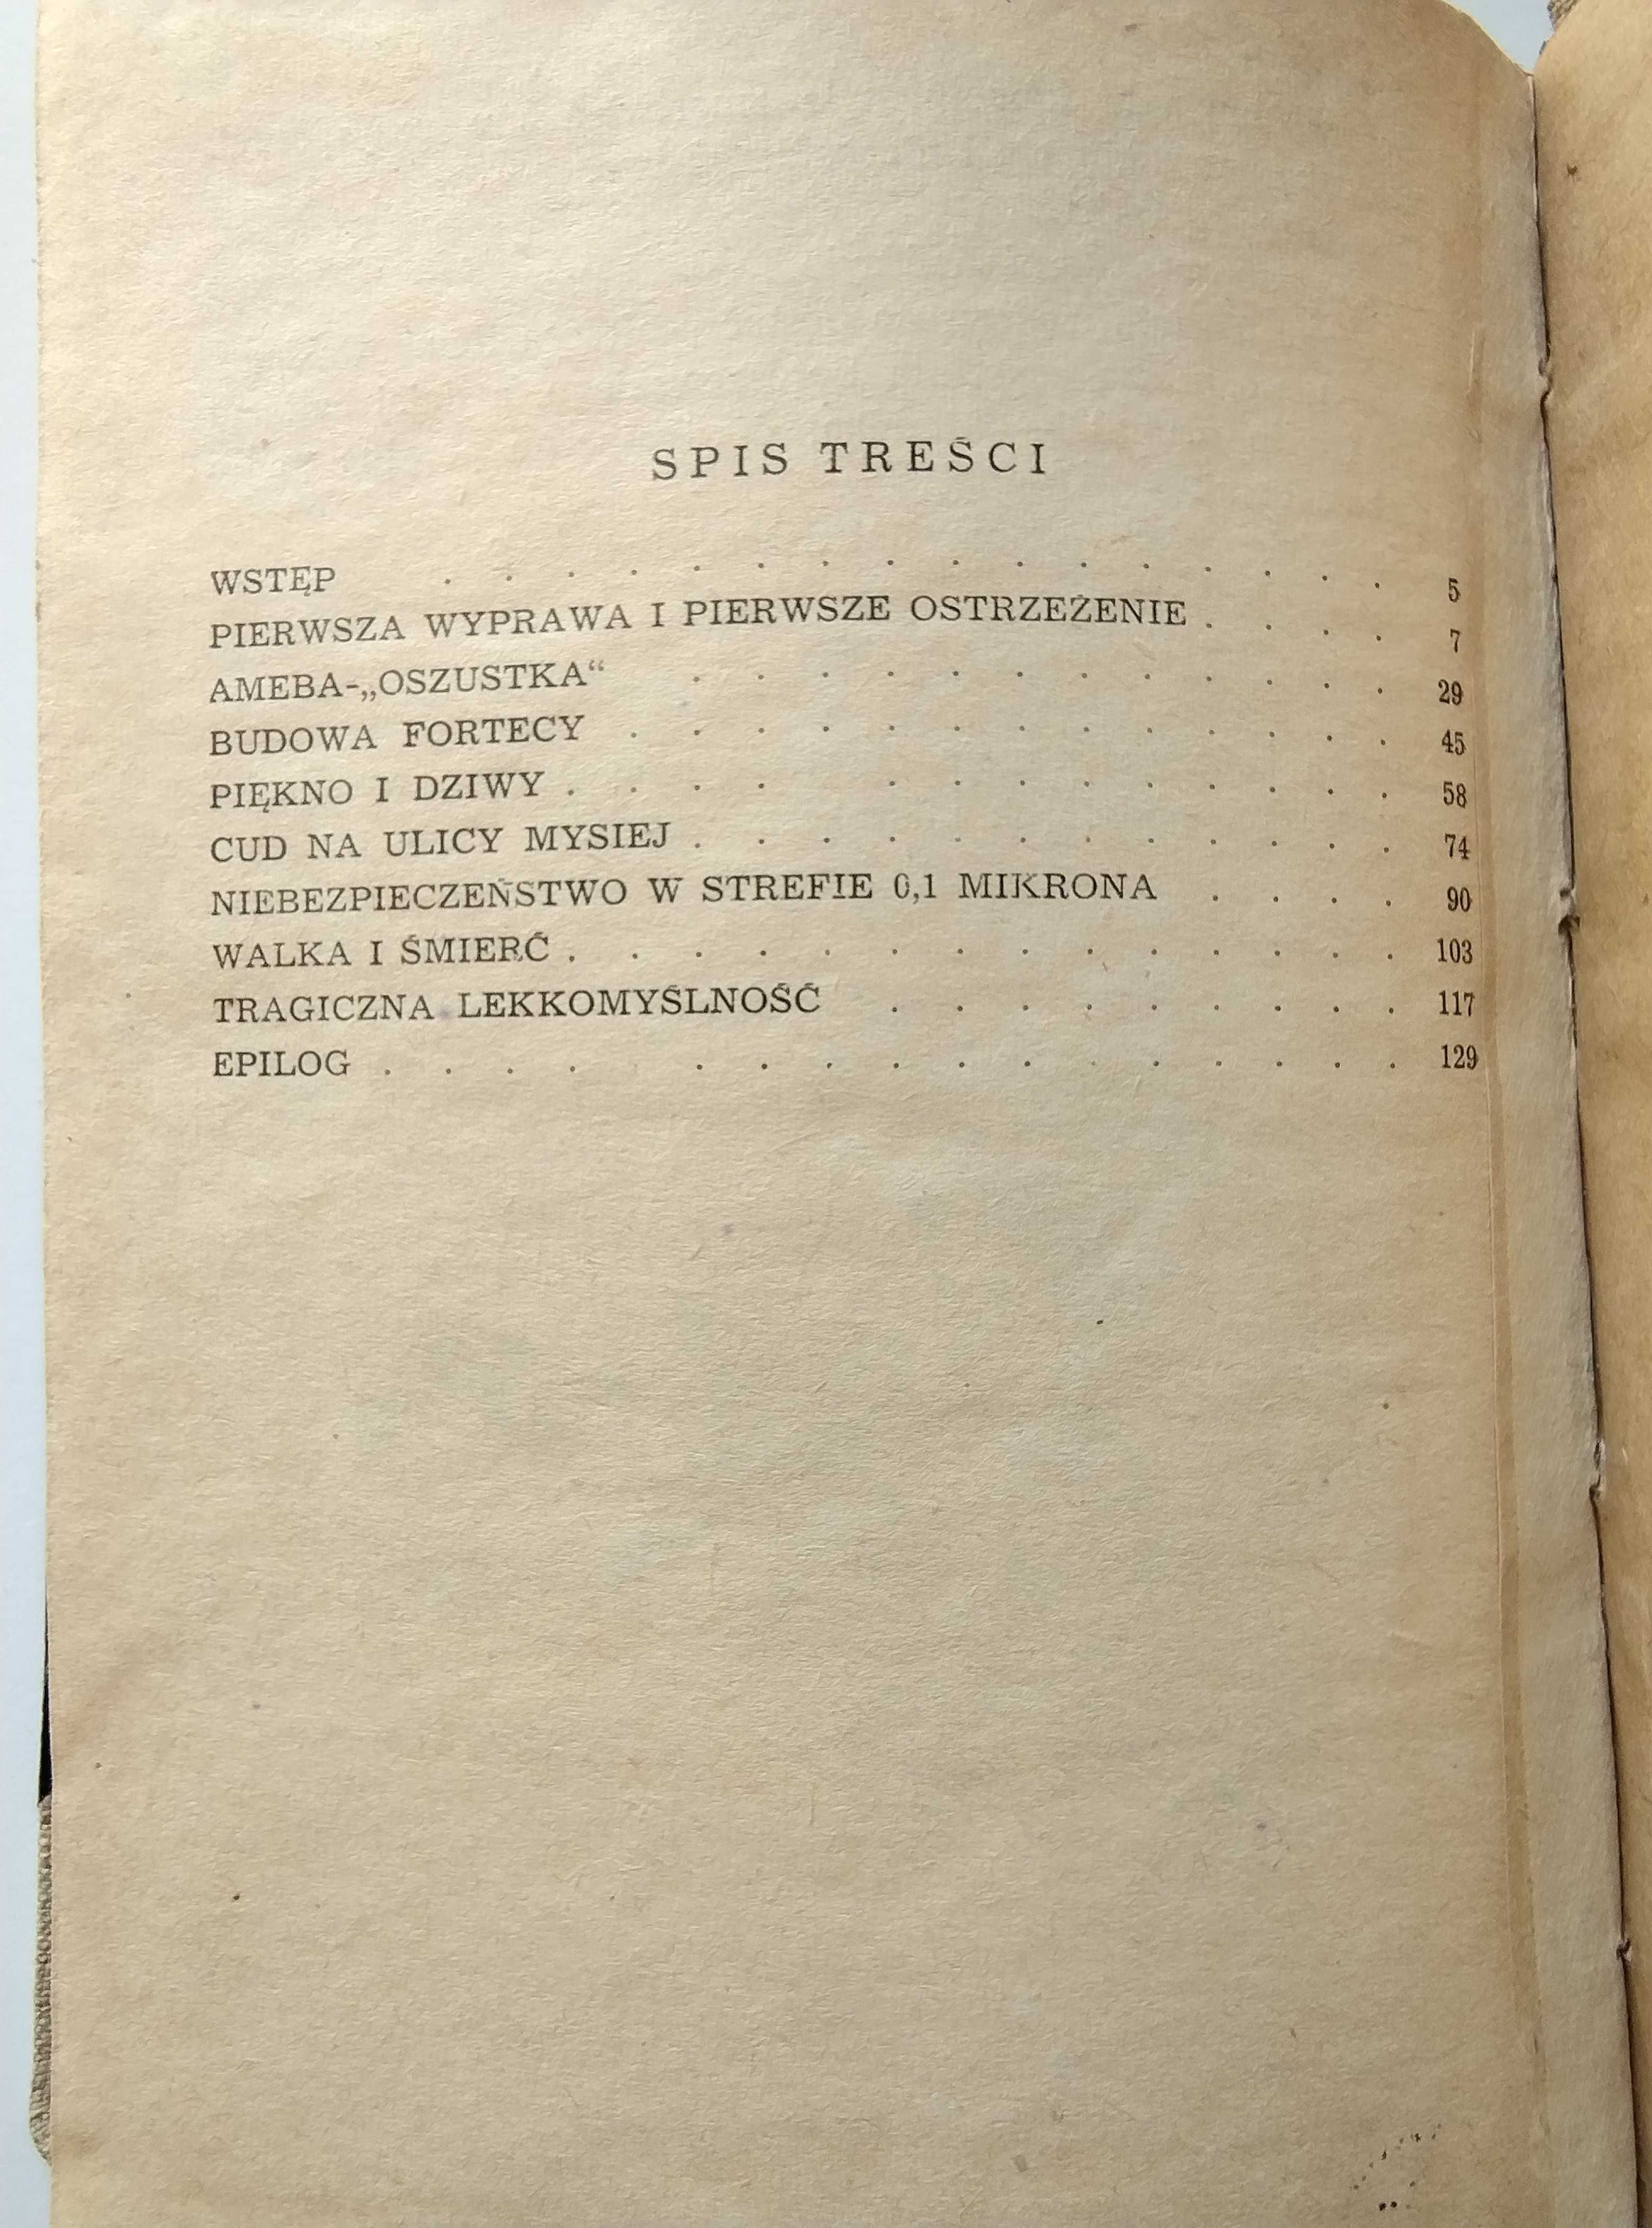 SPIS TREŚCI
WSTĘP . . . . . . . . . . . . . . . . 5
PIERWSZA WYPRAWA I PIERWSZE OSTRZEŻENIE . . . . 7
AMEBA-„OSZUSTKA“ . . . . . . . . . . . . 29
BUDOWA FORTECY . . . . . . . . . . . . . 45
PIĘKNO I DZIWY . . . . . . . . . . . . . 58
CUD NA ULICY MYSIEJ . . . . . . . . . . . . 74
NIEBEZPIECZEŃSTWO W STREFIE 0,1 MIKRONA . . . . 90
WALKA I ŚMIERĆ . . . . . . . . . . . . . . 103
TRAGICZNA LEKKOMYŚLNOŚĆ . . . . . . . . . 117
EPILOG . . . . . . . . . . . . . . . . 129